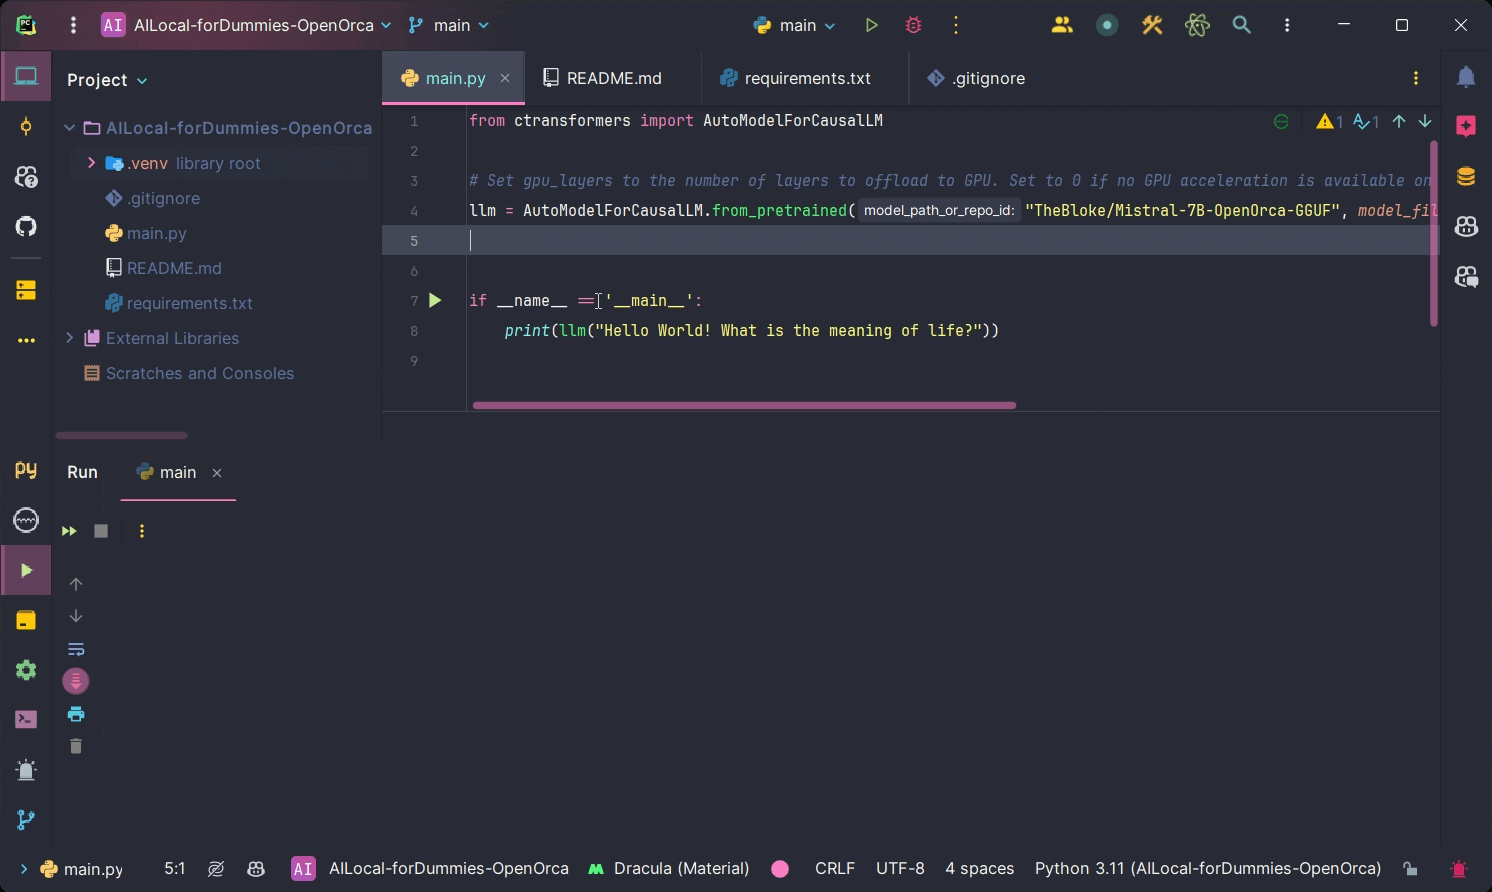 PC
AI AILocal-forDummies-OpenOrca main main
Project
main.py README.md requirements.txt .gitignore
AILocal-forDummies-OpenOrca
.venv library root
.gitignore
main.py
README.md
requirements.txt
External Libraries
Scratches and Consoles
1 from ctransformers import AutoModelForCausalLM
1 1
2
3 # Set gpu_layers to the number of layers to offload to GPU. Set to 0 if no GPU acceleration is available on
4 llm = AutoModelForCausalLM.from_pretrained( model_path_or_repo_id: "TheBloke/Mistral-7B-OpenOrca-GGUF", model_fil
5
6
7 if __name__ == '__main__':
8 print(llm("Hello World! What is the meaning of life?"))
9
py
Run main
main.py 5:1 AI AILocal-forDummies-OpenOrca Dracula (Material) CRLF UTF-8 4 spaces Python 3.11 (AILocal-forDummies-OpenOrca)